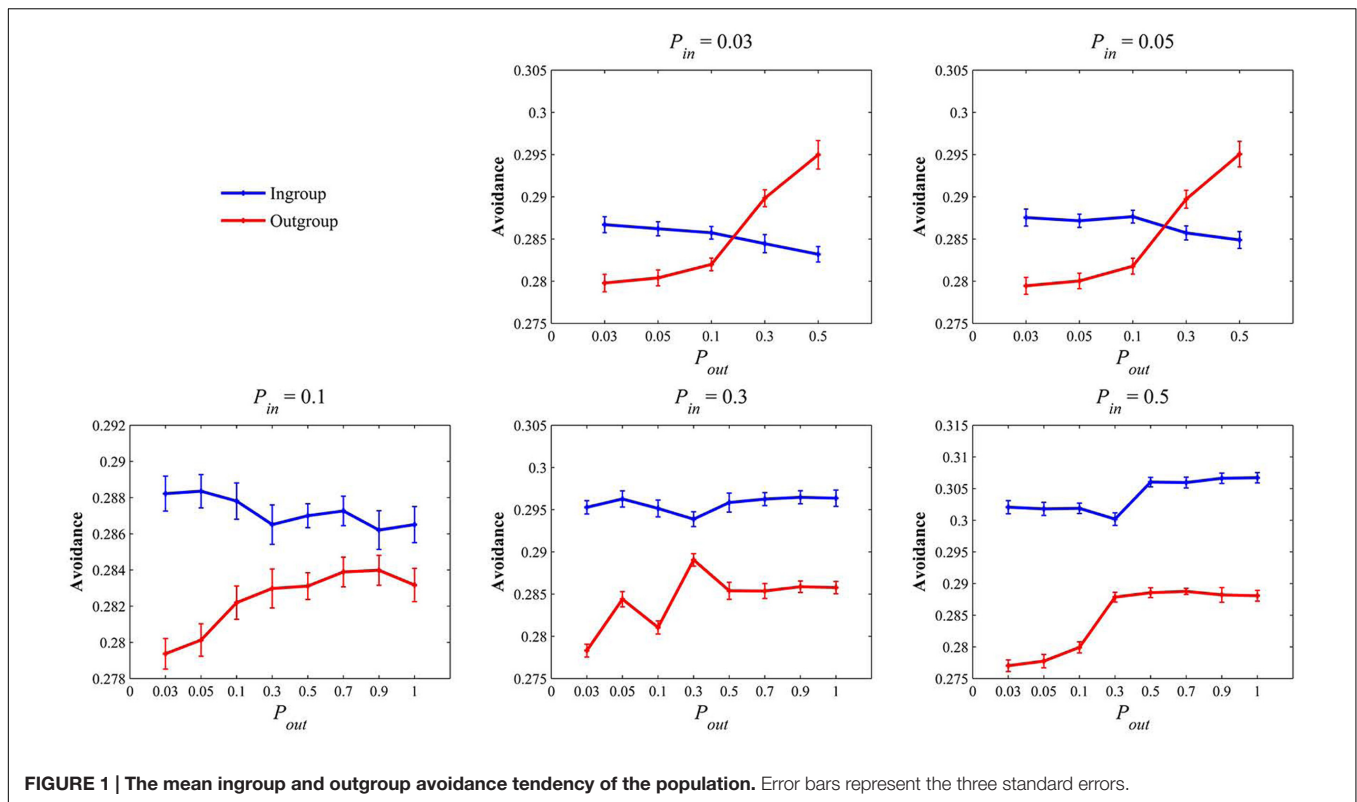 P_in = 0.03
0.305
0.3
0.295
0.29
0.285
0.28
0.275
Avoidance
0 0.03 0.05 0.1 0.3 0.5
P_out
P_in = 0.05
0.305
0.3
0.295
0.29
0.285
0.28
0.275
Avoidance
0 0.03 0.05 0.1 0.3 0.5
P_out
Ingroup
Outgroup
P_in = 0.1
0.292
0.29
0.288
0.286
0.284
0.282
0.28
0.278
Avoidance
0 0.03 0.05 0.1 0.3 0.5 0.7 0.9 1
P_out
P_in = 0.3
0.305
0.3
0.295
0.29
0.285
0.28
0.275
Avoidance
0 0.03 0.05 0.1 0.3 0.5 0.7 0.9 1
P_out
P_in = 0.5
0.315
0.31
0.305
0.3
0.295
0.29
0.285
0.28
0.275
Avoidance
0 0.03 0.05 0.1 0.3 0.5 0.7 0.9 1
P_out
FIGURE 1 | The mean ingroup and outgroup avoidance tendency of the population. Error bars represent the three standard errors.